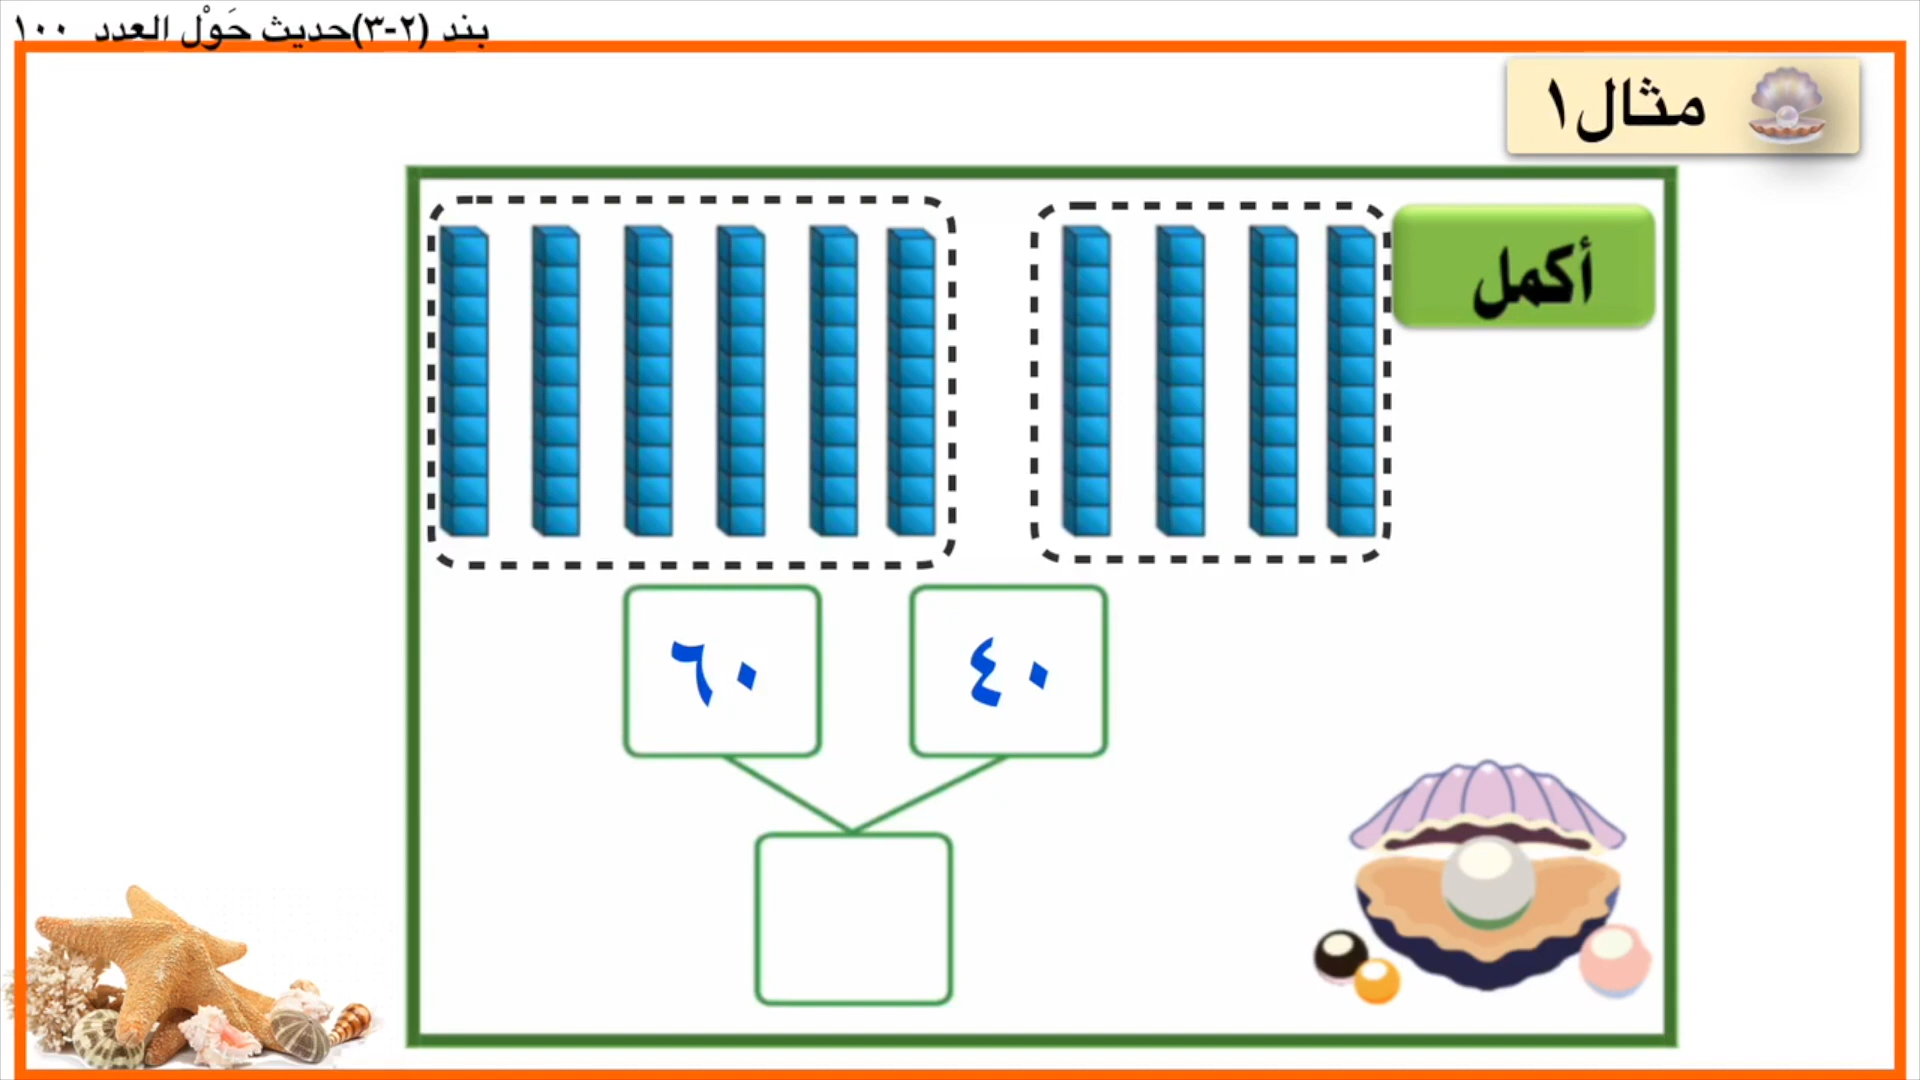 بند (٢-٣)حديث حَوْل العدد ١٠٠
مثال١
أكمل
٤٠
٦٠